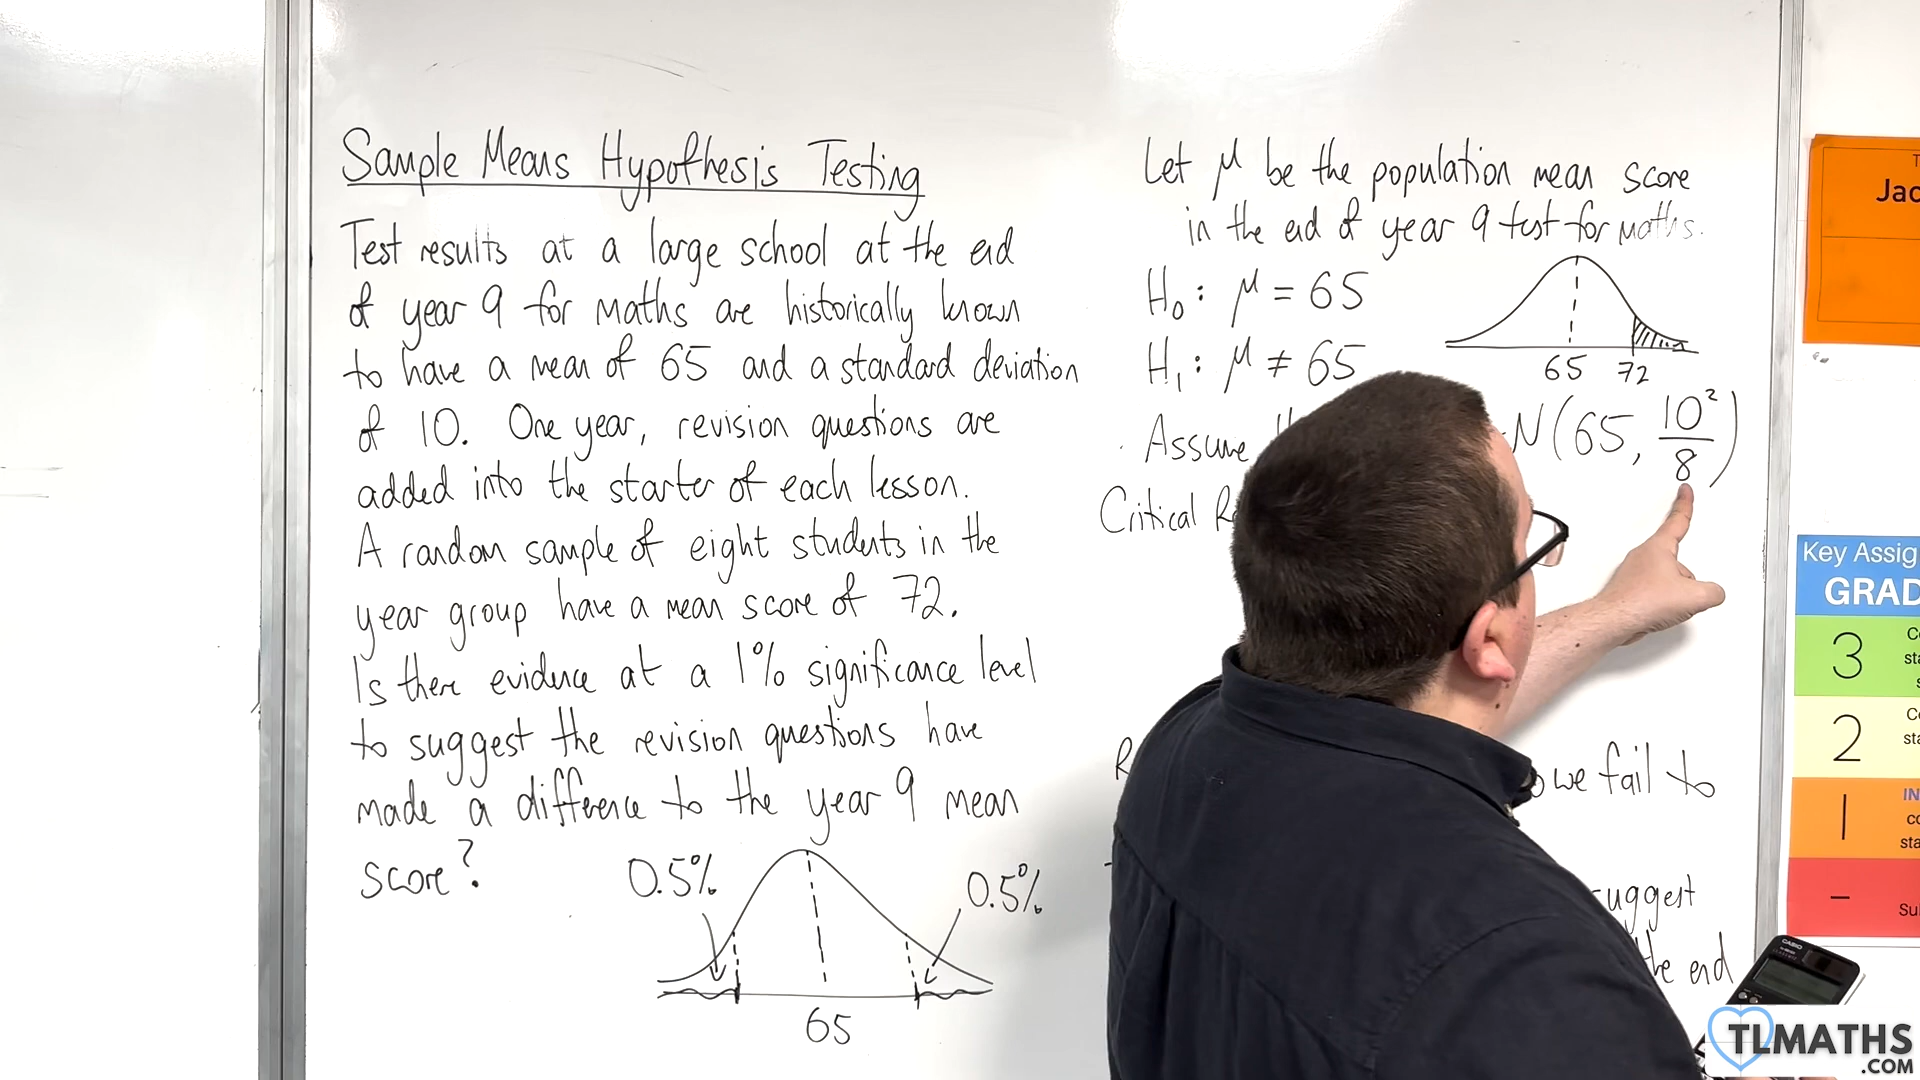 Sample Means Hypothesis Testing
Test results at a large school at the end
of year 9 for maths are historically known
to have a mean of 65 and a standard deviation
of 10. One year, revision questions are
added into the starter of each lesson.
A random sample of eight students in the
year group have a mean score of 72.
Is there evidence at a 1% significance level
to suggest the revision questions have
made a difference to the year 9 mean
score?
0.5%
0.5%
65
Let μ be the population mean score
in the end of year 9 test for maths.
H₀: μ = 65
H₁: μ ≠ 65
65 72
Assume
N(65, 10²/8)
Critical
we fail to
suggest
the end
Jac
Key Assig
GRAD
3
2
1
IN
-
Su
CASIO
TLMATHS
.COM